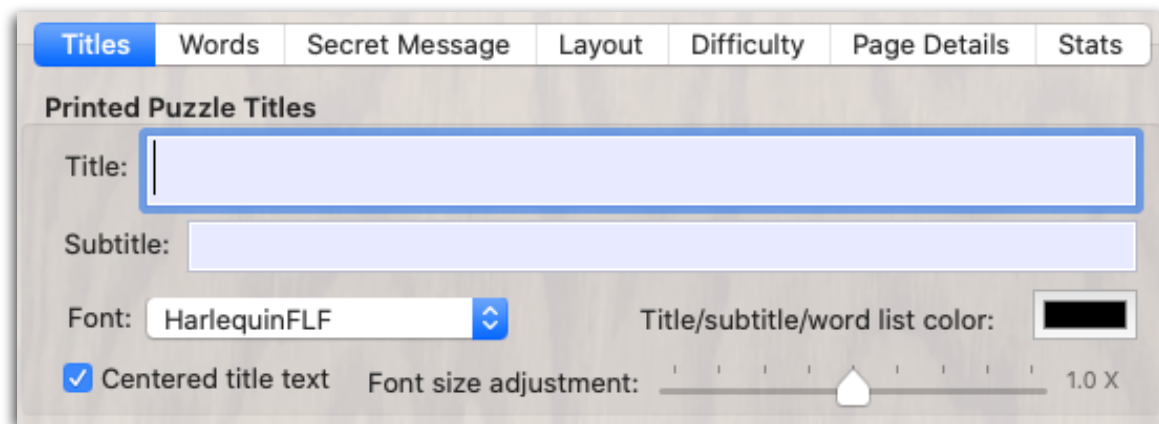 Titles Words Secret Message Layout Difficulty Page Details Stats
Printed Puzzle Titles
Title:
Subtitle:
Font: HarlequinFLF Title/subtitle/word list color:
Centered title text Font size adjustment: 1.0 X